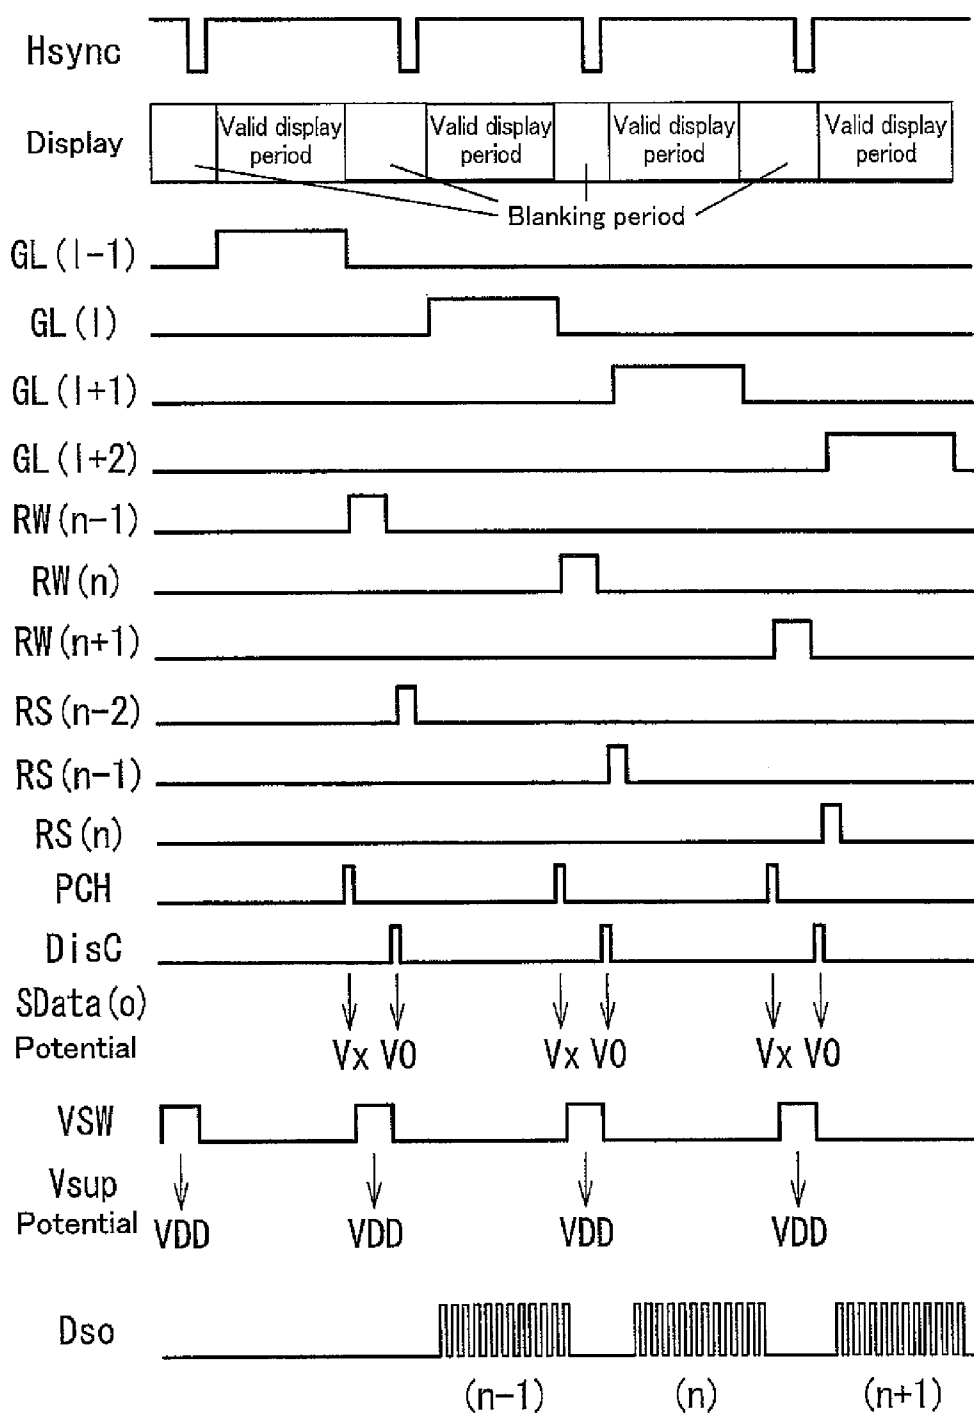 Hsync
Display
Valid display period
Valid display period
Valid display period
Valid display period
Blanking period
GL(l-1)
GL(l)
GL(l+1)
GL(l+2)
RW(n-1)
RW(n)
RW(n+1)
RS(n-2)
RS(n-1)
RS(n)
PCH
DisC
SData(o)
Potential
Vx V0 Vx V0 Vx V0
VSW
Vsup
Potential
VDD VDD VDD VDD
Dso
(n-1) (n) (n+1)